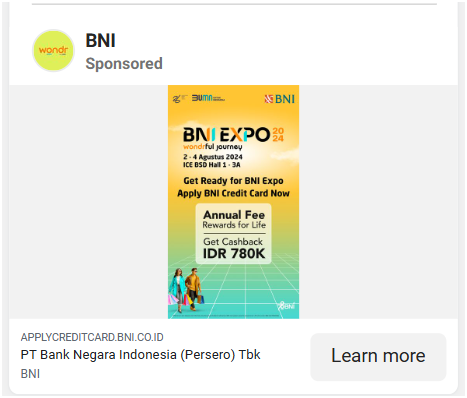 wondr
BNI
Sponsored
BUMN
BNI
BNI EXPO 2024
wondrful journey
2 - 4 Agustus 2024
ICE BSD Hall 1 - 3A
Get Ready for BNI Expo
Apply BNI Credit Card Now
Annual Fee
Rewards for Life
Get Cashback
IDR 780K
BNI
APPLYCREDITCARD.BNI.CO.ID
PT Bank Negara Indonesia (Persero) Tbk
BNI
Learn more